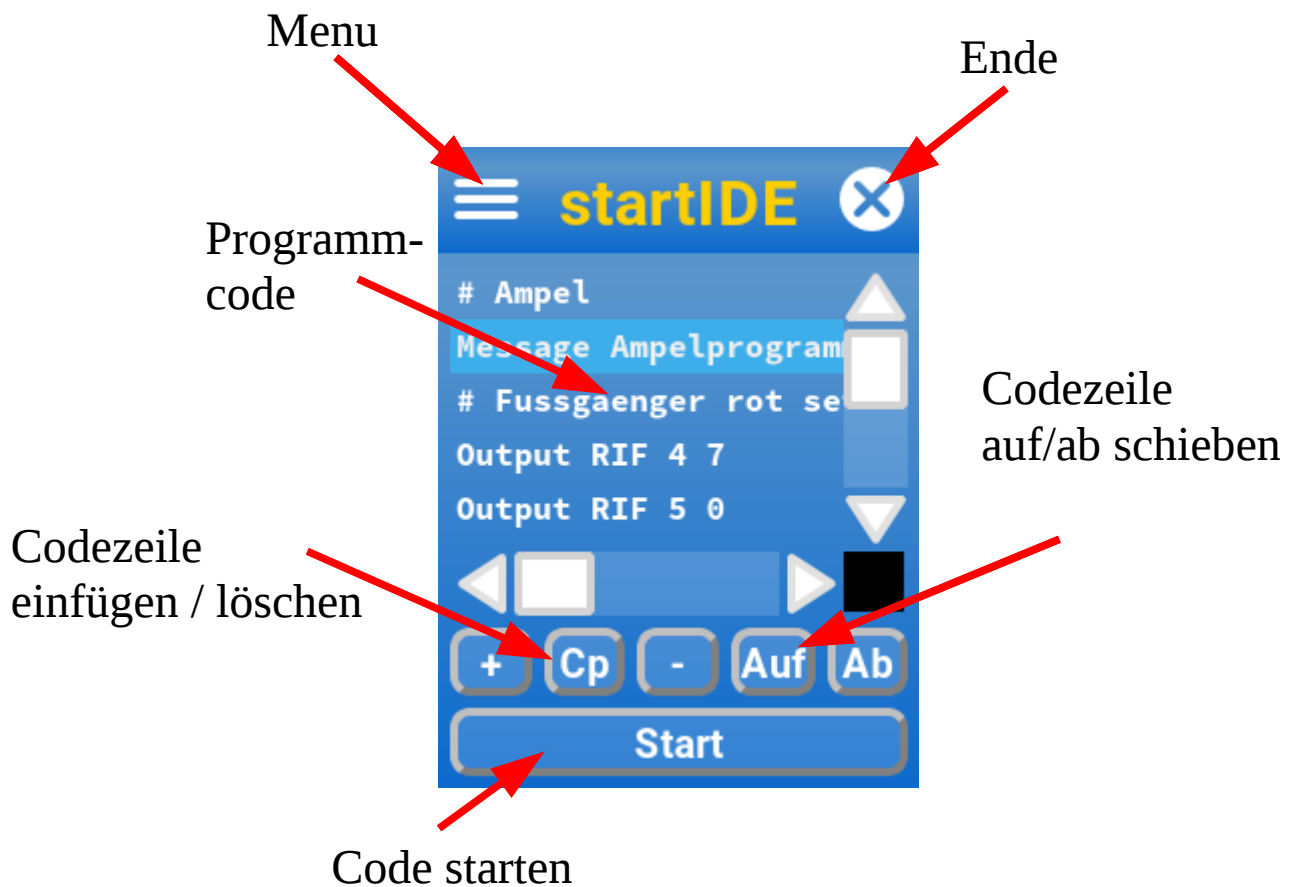 Menu
Ende
startIDE
Programm-
code
# Ampel
Message Ampelprogram
# Fussgaenger rot se
Output RIF 4 7
Output RIF 5 0
Codezeile
auf/ab schieben
Codezeile
einfügen / löschen
+ Cp - Auf Ab
Start
Code starten